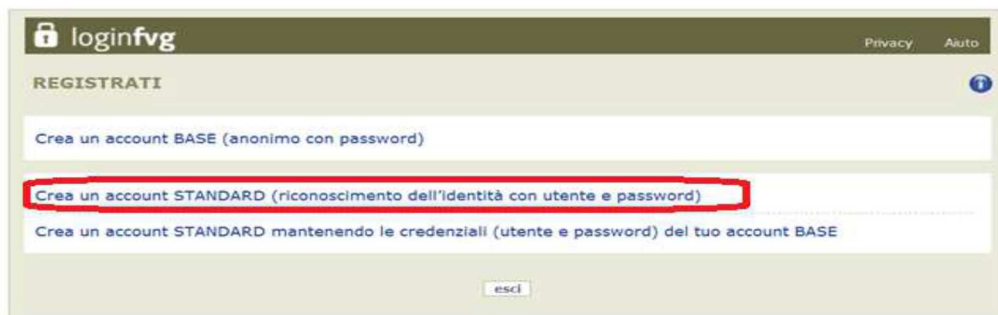 loginfvg
Privacy Aiuto
REGISTRATI
Crea un account BASE (anonimo con password)
Crea un account STANDARD (riconoscimento dell'identità con utente e password)
Crea un account STANDARD mantenendo le credenziali (utente e password) del tuo account BASE
esci